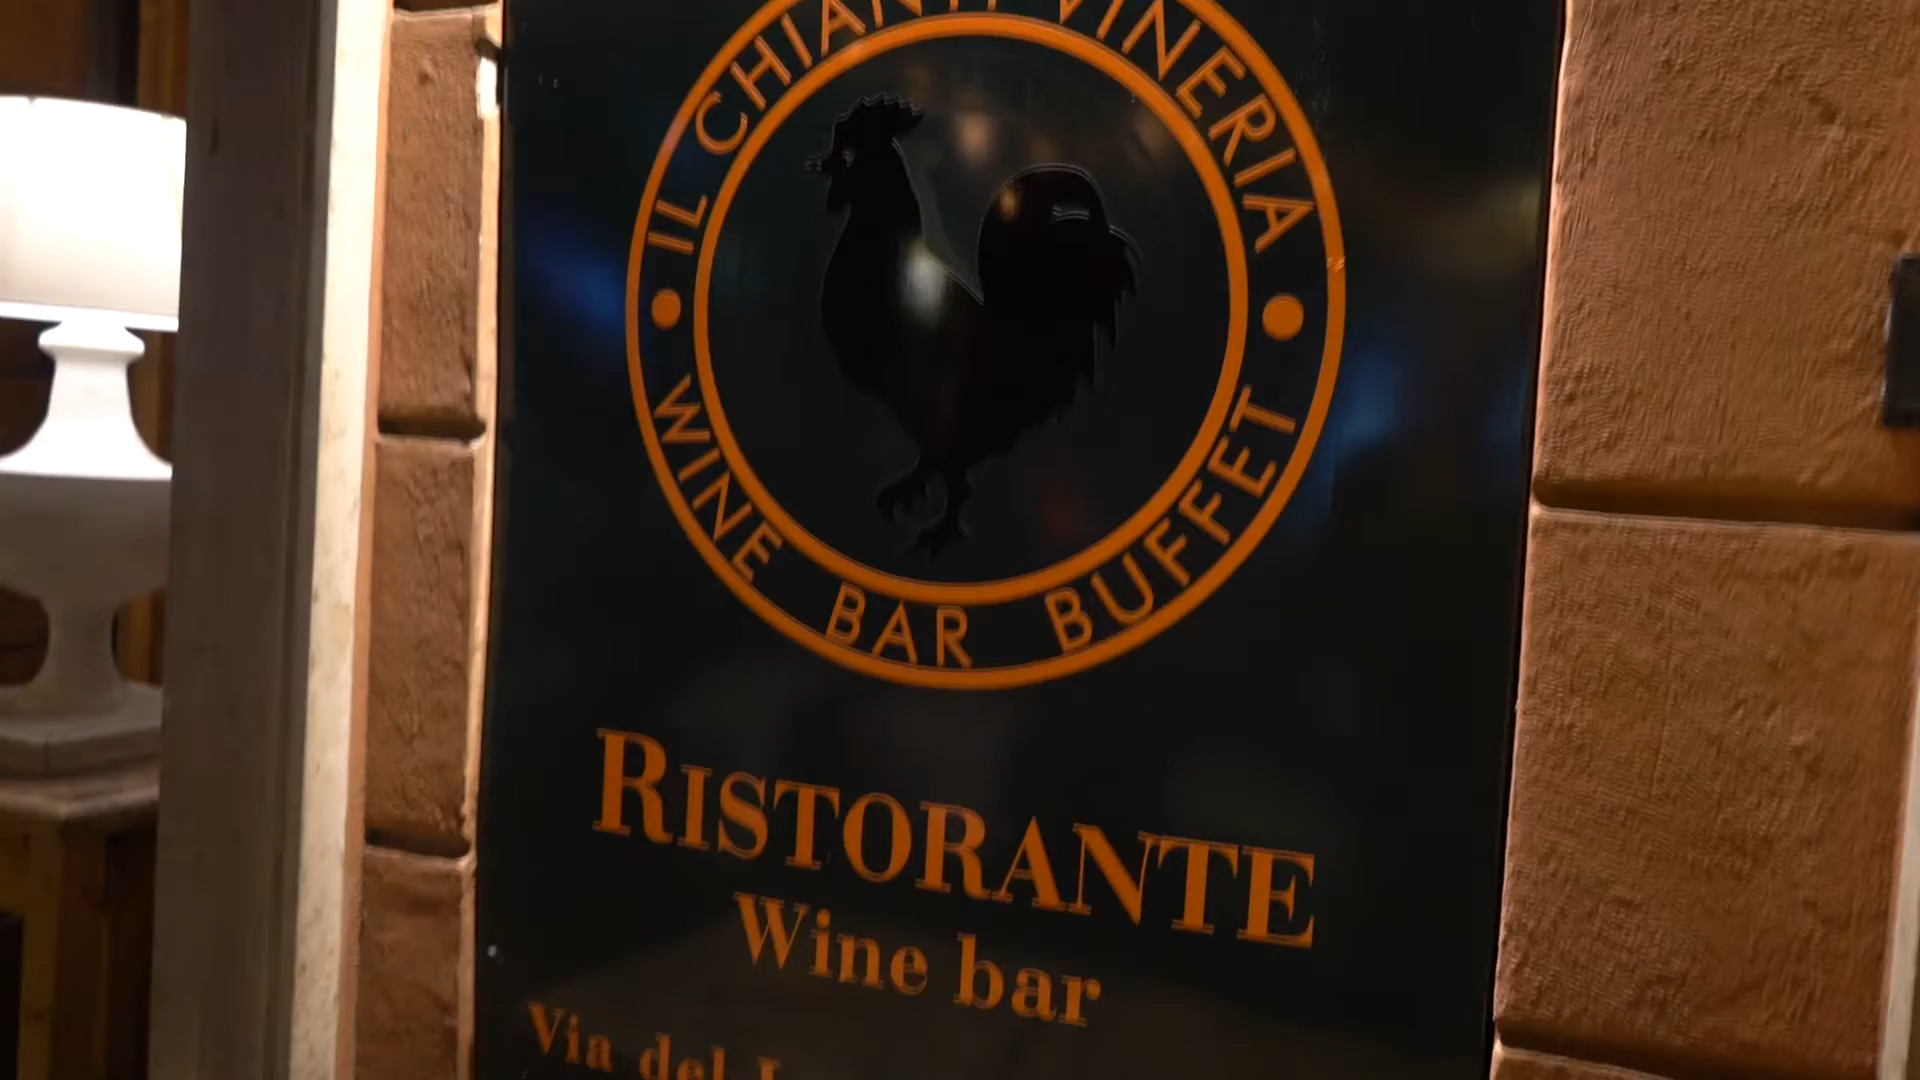 IL CHIANTI VINERIA
WINE BAR BUFFET
RISTORANTE
Wine bar
Via del